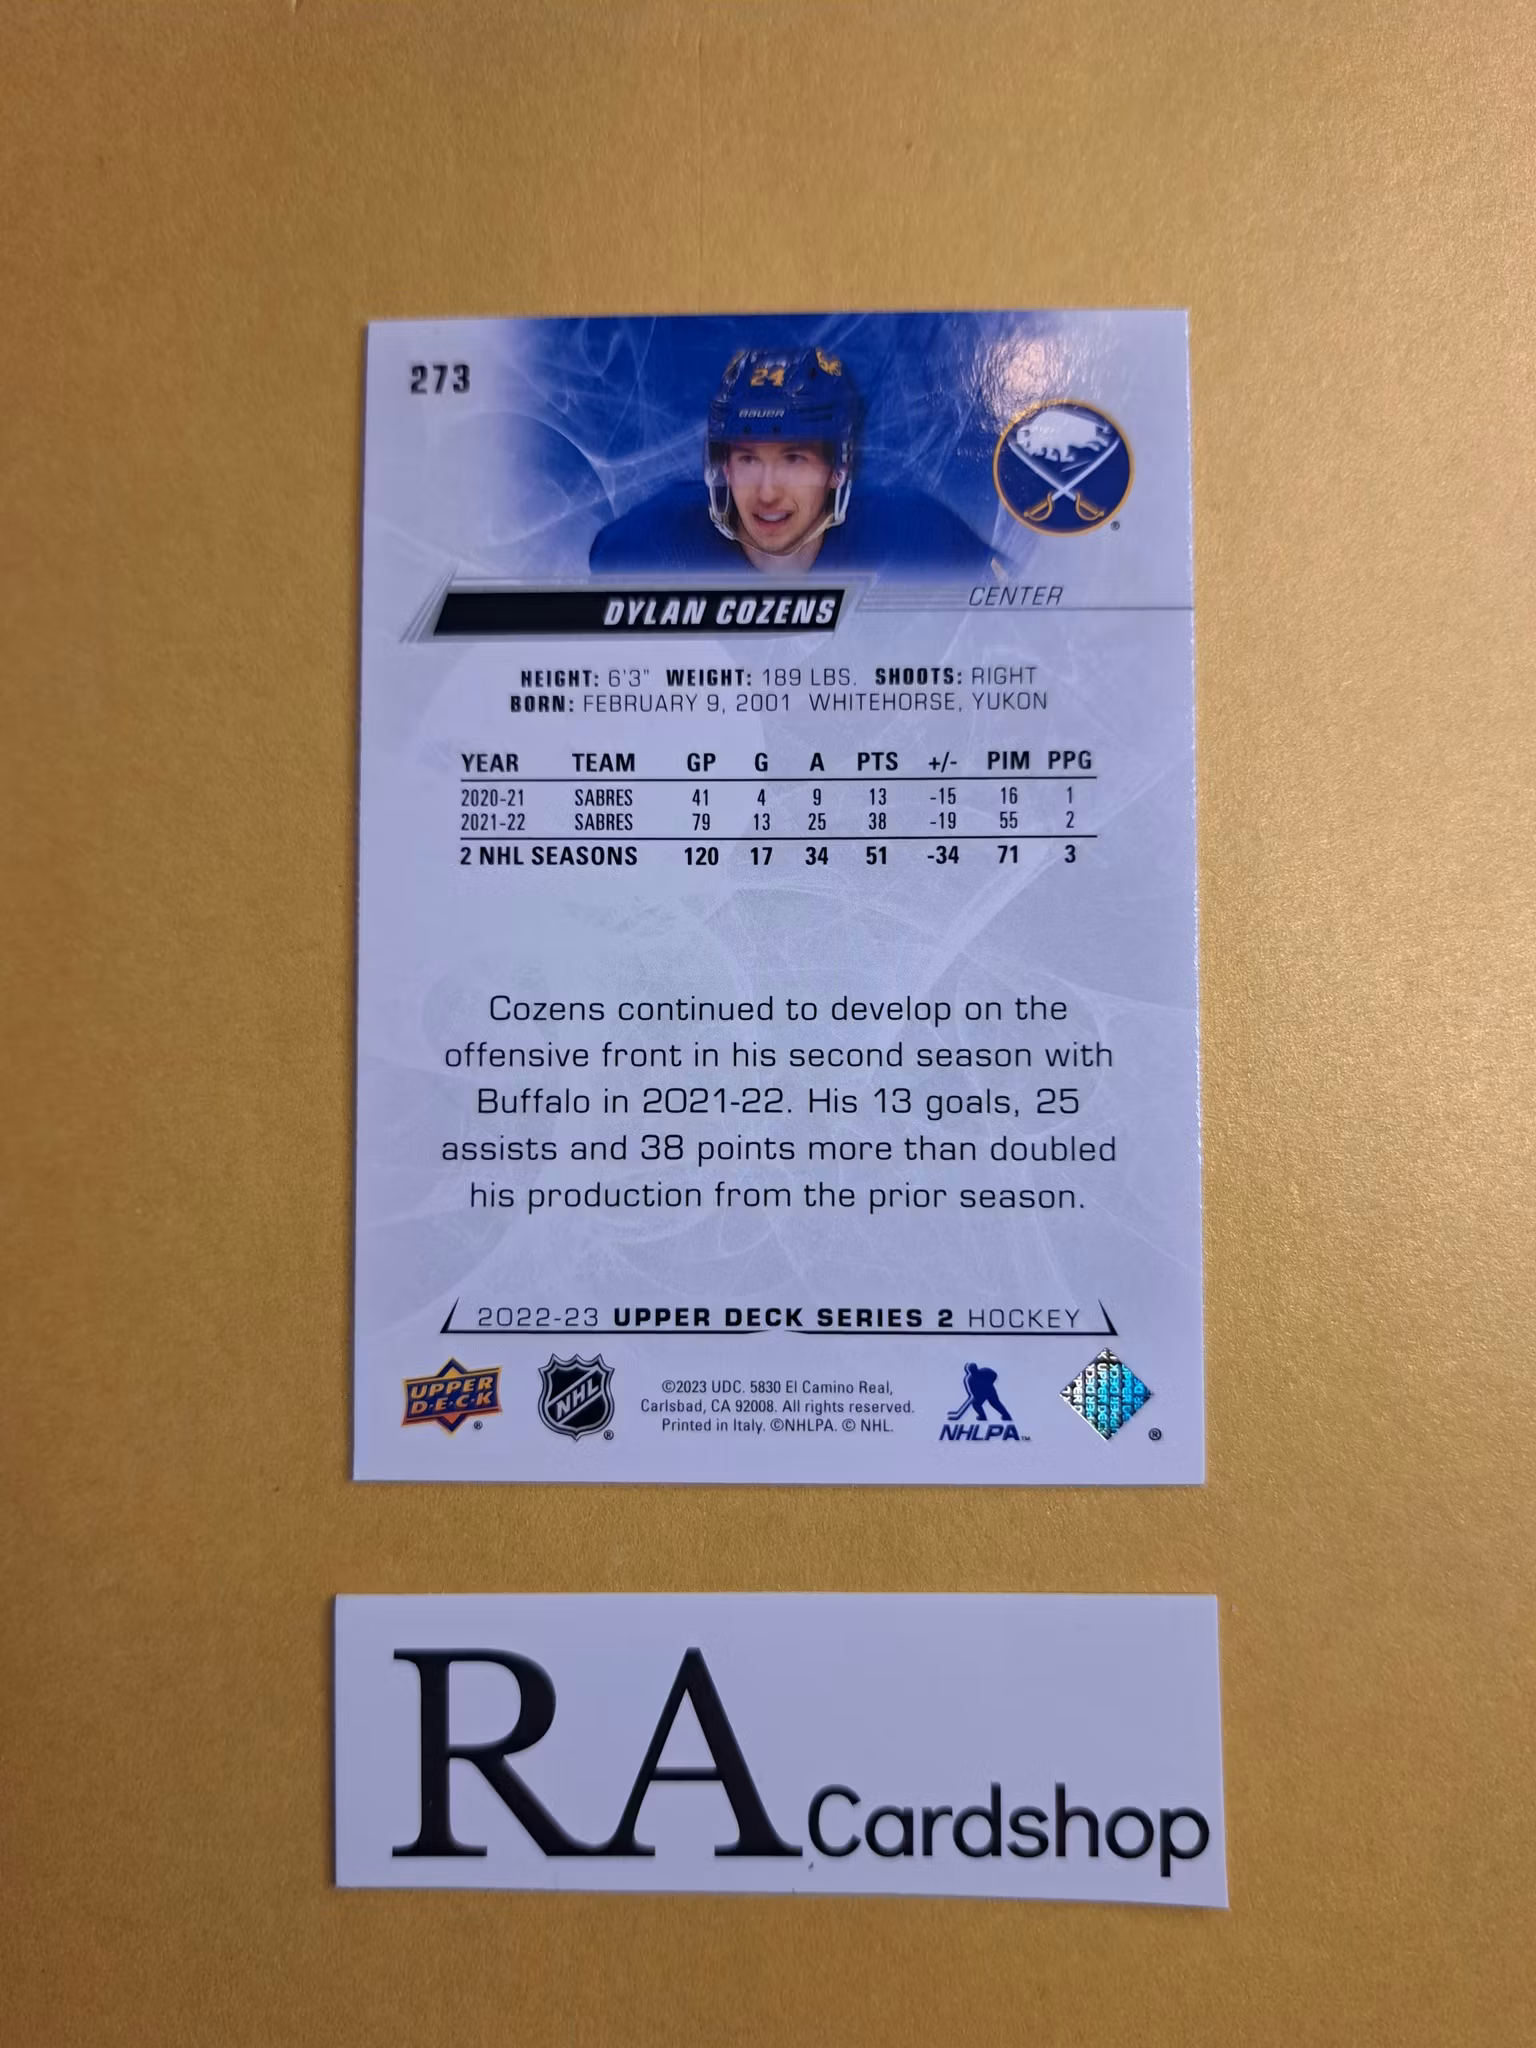 273
24
BAUER
®
DYLAN COZENS
CENTER
HEIGHT: 6'3" WEIGHT: 189 LBS. SHOOTS: RIGHT
BORN: FEBRUARY 9, 2001 WHITEHORSE, YUKON
YEAR TEAM GP G A PTS +/- PIM PPG
2020-21 SABRES 41 4 9 13 -15 16 1
2021-22 SABRES 79 13 25 38 -19 55 2
2 NHL SEASONS 120 17 34 51 -34 71 3
Cozens continued to develop on the
offensive front in his second season with
Buffalo in 2021-22. His 13 goals, 25
assists and 38 points more than doubled
his production from the prior season.
2022-23 UPPER DECK SERIES 2 HOCKEY
UPPER
D·E·C·K ®
NHL ®
©2023 UDC. 5830 El Camino Real,
Carlsbad, CA 92008. All rights reserved.
Printed in Italy. ©NHLPA. © NHL.
NHLPA™
UPPER DECK
®
RA Cardshop